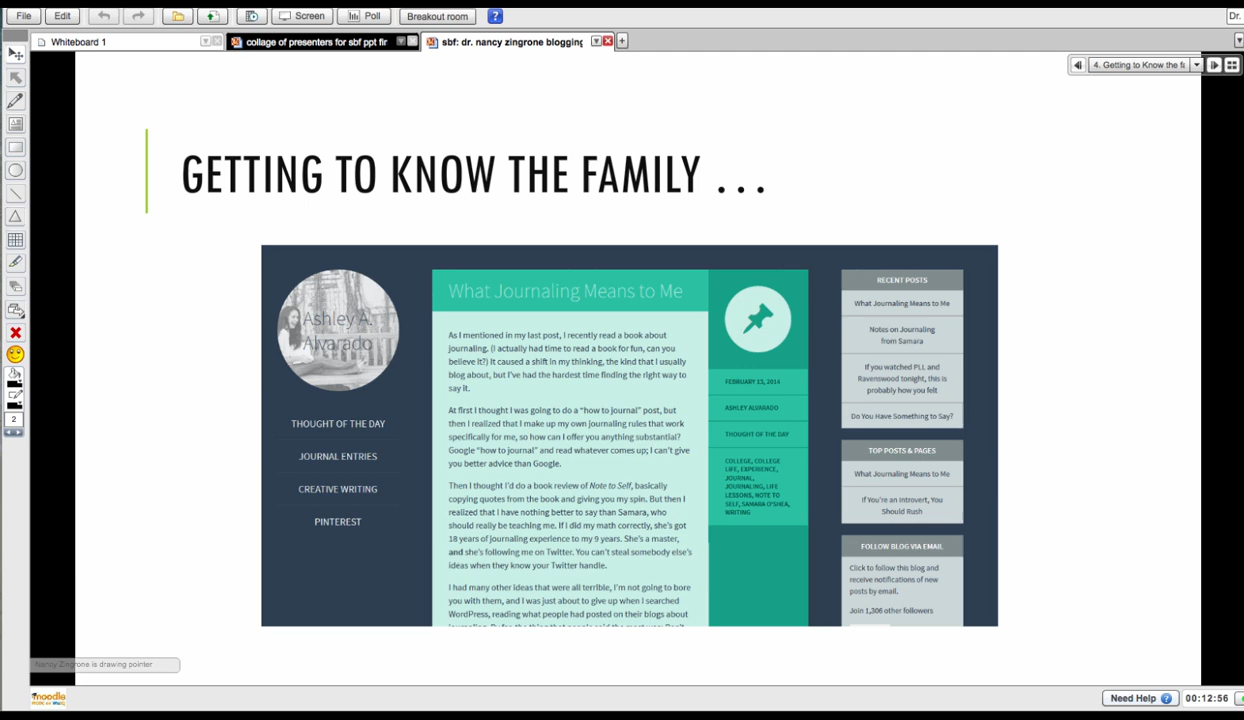 File
Edit
Screen
Poll
Breakout room
?
Dr.
Whiteboard 1
collage of presenters for sbf ppt fir
sbf: dr. nancy zingrone blogging
4. Getting to Know the fa
2
GETTING TO KNOW THE FAMILY . . .
Ashley A.
Alvarado
THOUGHT OF THE DAY
JOURNAL ENTRIES
CREATIVE WRITING
PINTEREST
What Journaling Means to Me
As I mentioned in my last post, I recently read a book about
journaling. (I actually had time to read a book for fun, can you
believe it?) It caused a shift in my thinking, the kind that I usually
blog about, but I've had the hardest time finding the right way to
say it.
At first I thought I was going to do a "how to journal" post, but
then I realized that I make up my own journaling rules that work
specifically for me, so how can I offer you anything substantial?
Google "how to journal" and read whatever comes up; I can't give
you better advice than Google.
Then I thought I'd do a book review of Note to Self, basically
copying quotes from the book and giving you my spin. But then I
realized that I have nothing better to say than Samara, who
should really be teaching me. If I did my math correctly, she's got
18 years of journaling experience to my 9 years. She's a master,
and she's following me on Twitter. You can't steal somebody else's
ideas when they know your Twitter handle.
I had many other ideas that were all terrible, I'm not going to bore
you with them, and I was just about to give up when I searched
WordPress, reading what people had posted on their blogs about
FEBRUARY 13, 2014
ASHLEY ALVARADO
THOUGHT OF THE DAY
COLLEGE, COLLEGE
LIFE, EXPERIENCE,
JOURNAL,
JOURNALING, LIFE
LESSONS, NOTE TO
SELF, SAMARA O'SHEA,
WRITING
RECENT POSTS
What Journaling Means to Me
Notes on Journaling
from Samara
If you watched PLL and
Ravenswood tonight, this is
probably how you felt
Do You Have Something to Say?
TOP POSTS & PAGES
What Journaling Means to Me
If You're an Introvert, You
Should Rush
FOLLOW BLOG VIA EMAIL
Click to follow this blog and
receive notifications of new
posts by email.
Join 1,306 other followers
Nancy Zingrone is drawing pointer
moodle
Need Help ?
00:12:56